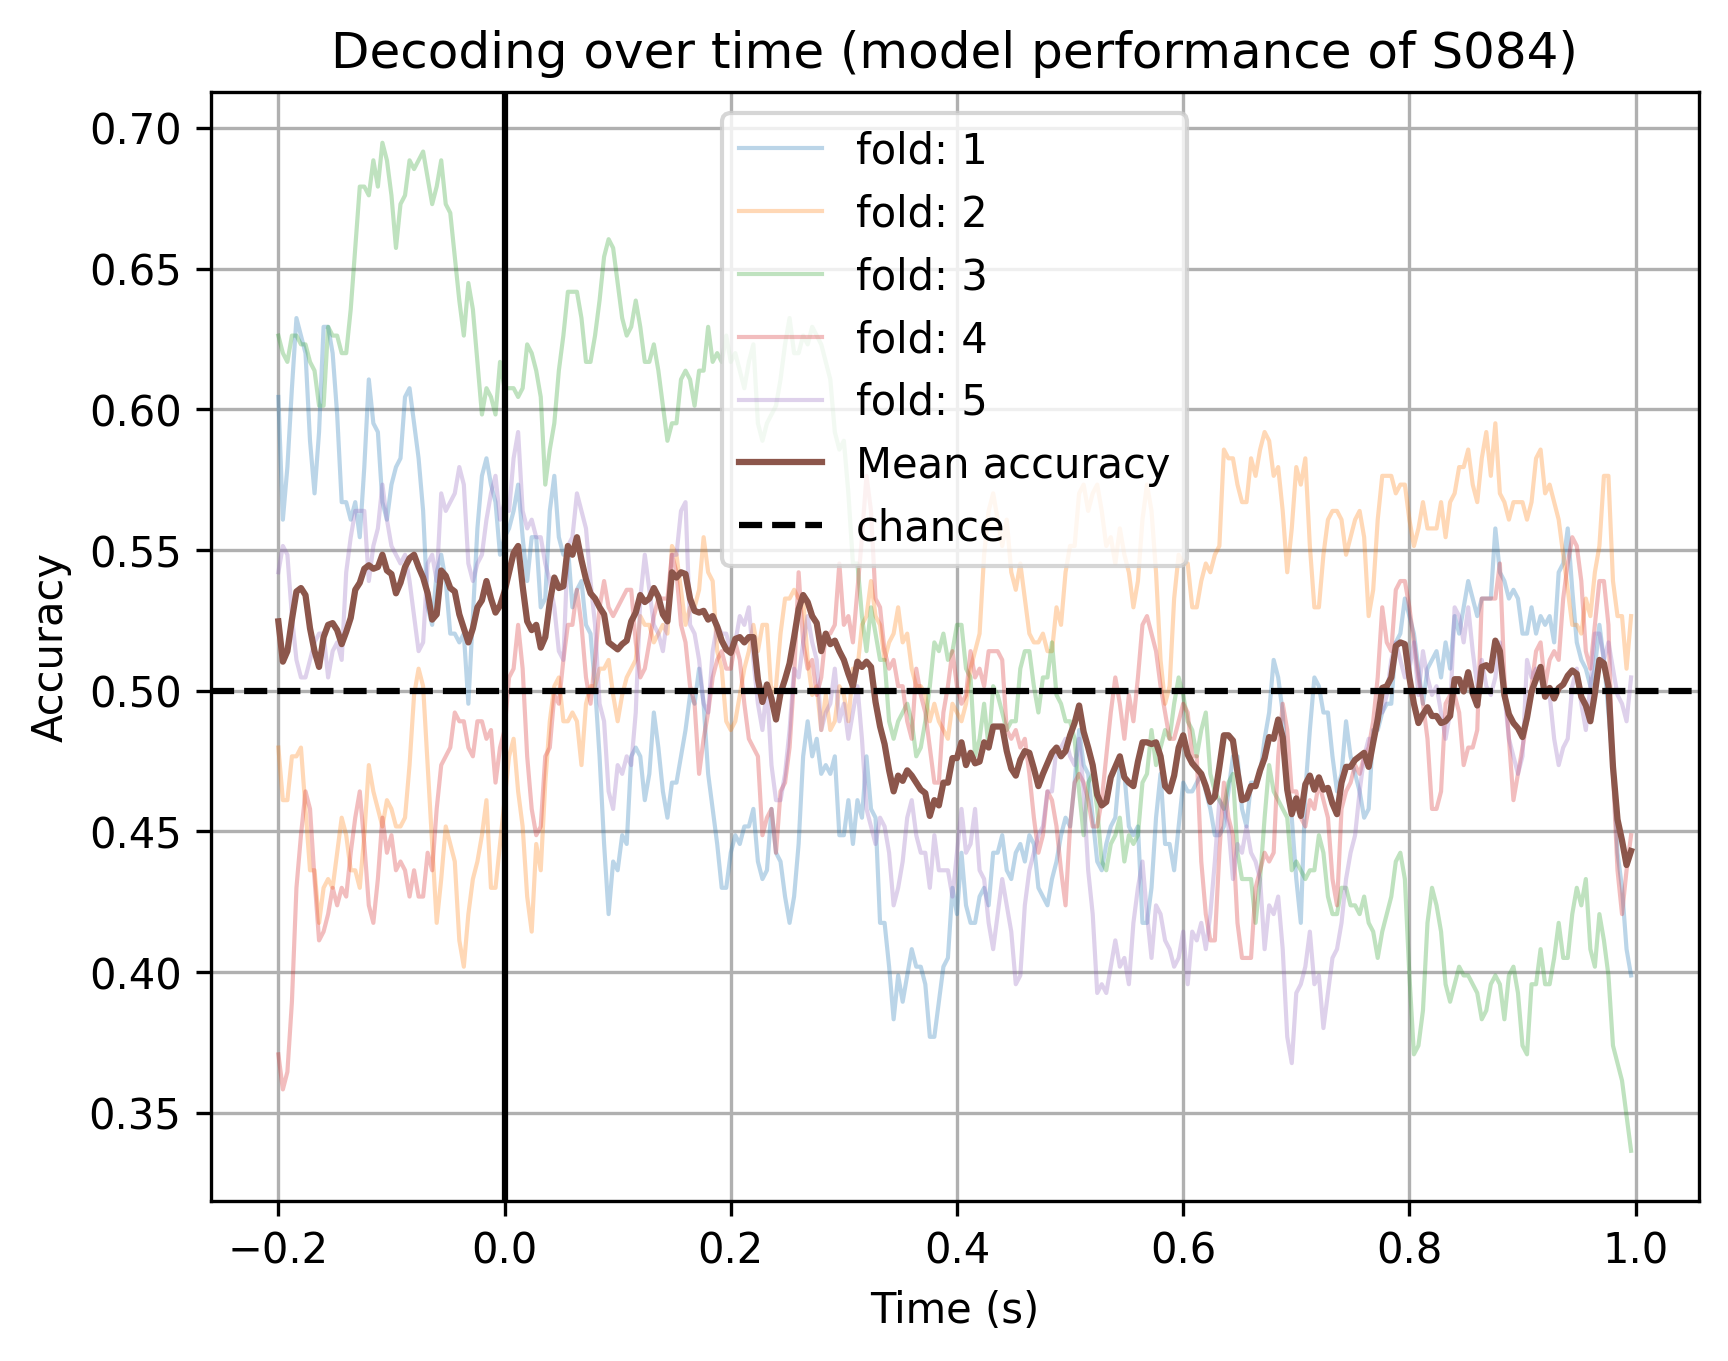 Decoding over time (model performance of S084)
0.70
0.65
0.60
0.55
0.50
0.45
0.40
0.35
Accuracy
fold: 1
fold: 2
fold: 3
fold: 4
fold: 5
Mean accuracy
chance
−0.2 0.0 0.2 0.4 0.6 0.8 1.0
Time (s)